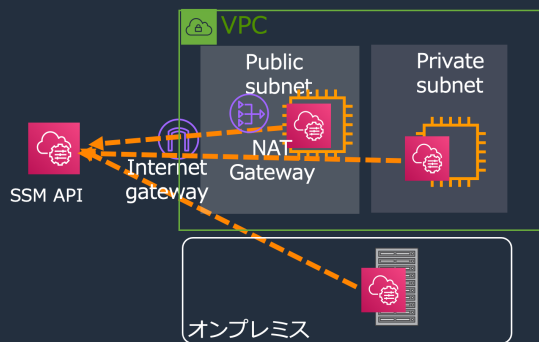 VPC
Public
subnet
Private
subnet
NAT
Gateway
Internet
gateway
SSM API
オンプレミス